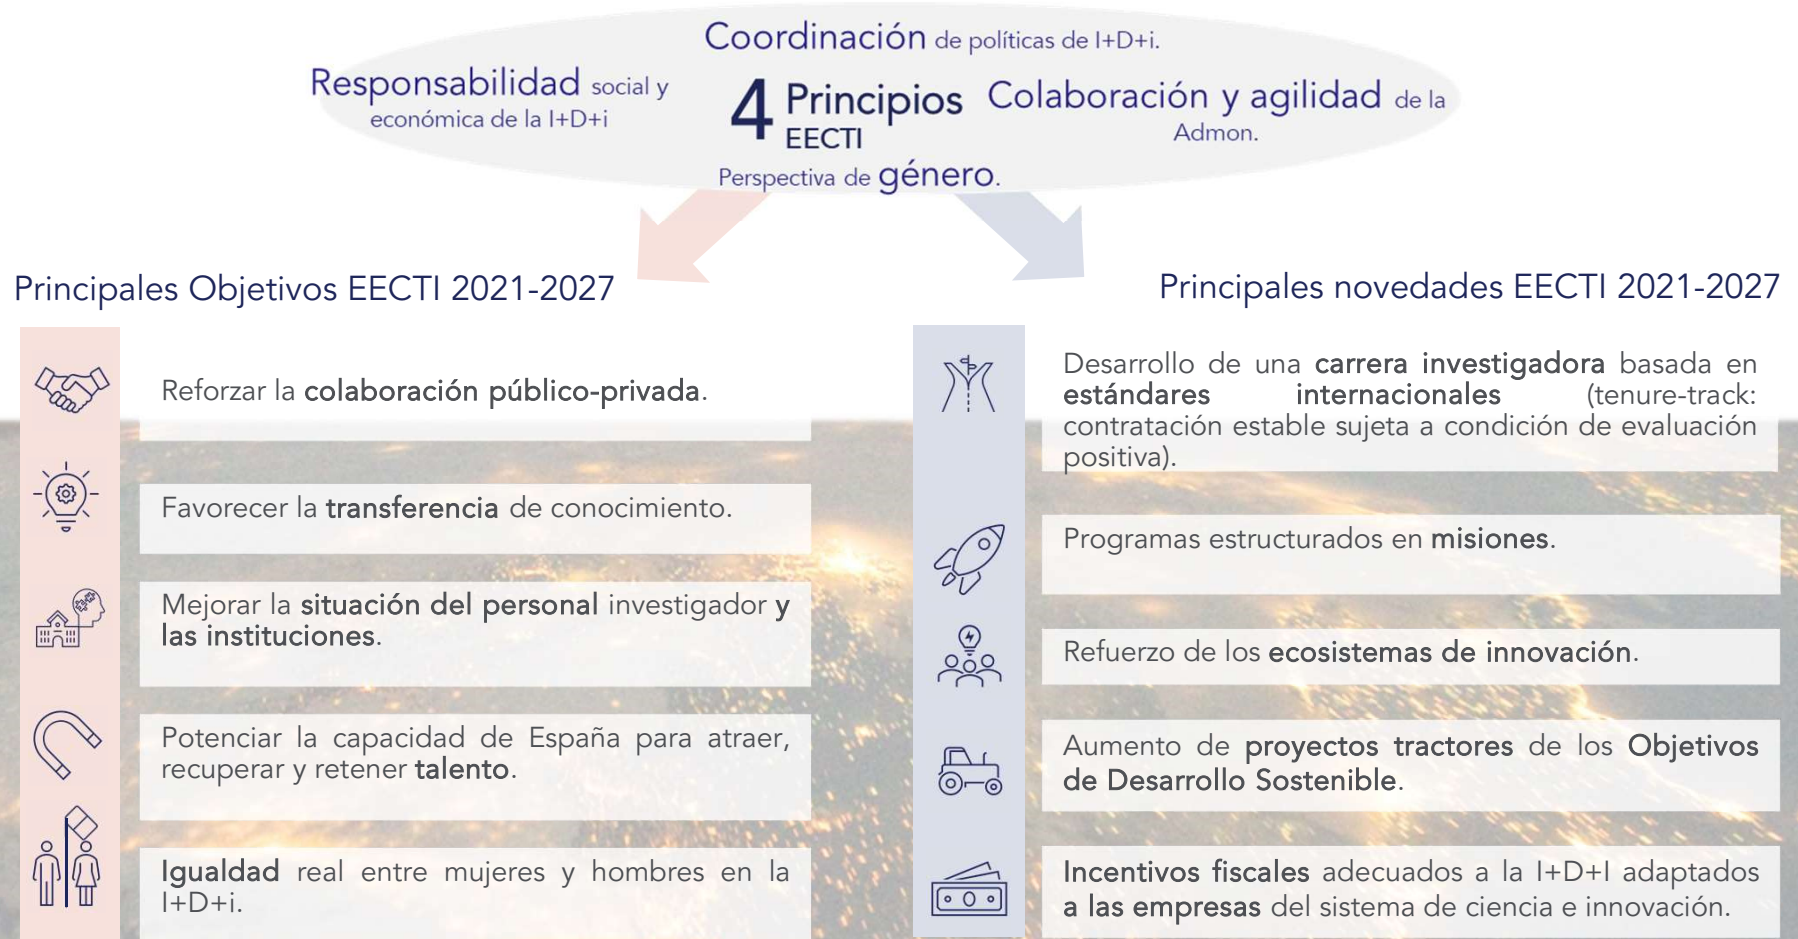 Coordinación de políticas de I+D+i.
Responsabilidad social y
económica de la I+D+i
4 Principios
EECTI
Colaboración y agilidad de la
Admon.
Perspectiva de género.
Principales Objetivos EECTI 2021-2027
Reforzar la colaboración público-privada.
Favorecer la transferencia de conocimiento.
Mejorar la situación del personal investigador y
las instituciones.
Potenciar la capacidad de España para atraer,
recuperar y retener talento.
Igualdad real entre mujeres y hombres en la
I+D+i.
Principales novedades EECTI 2021-2027
Desarrollo de una carrera investigadora basada en
estándares internacionales (tenure-track:
contratación estable sujeta a condición de evaluación
positiva).
Programas estructurados en misiones.
Refuerzo de los ecosistemas de innovación.
Aumento de proyectos tractores de los Objetivos
de Desarrollo Sostenible.
Incentivos fiscales adecuados a la I+D+I adaptados
a las empresas del sistema de ciencia e innovación.